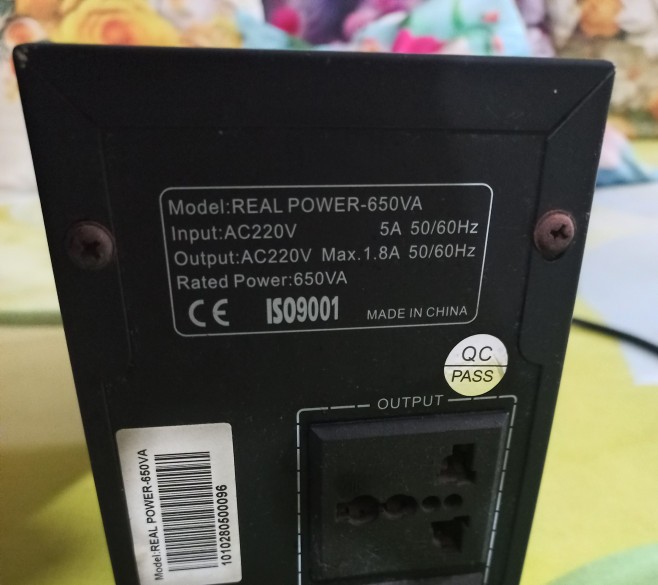 Model:REAL POWER-650VA
Input:AC220V 5A 50/60Hz
Output:AC220V Max.1.8A 50/60Hz
Rated Power:650VA
CE ISO9001 MADE IN CHINA
QC
PASS
OUTPUT
Model:REAL POWER-650VA
1010280500096